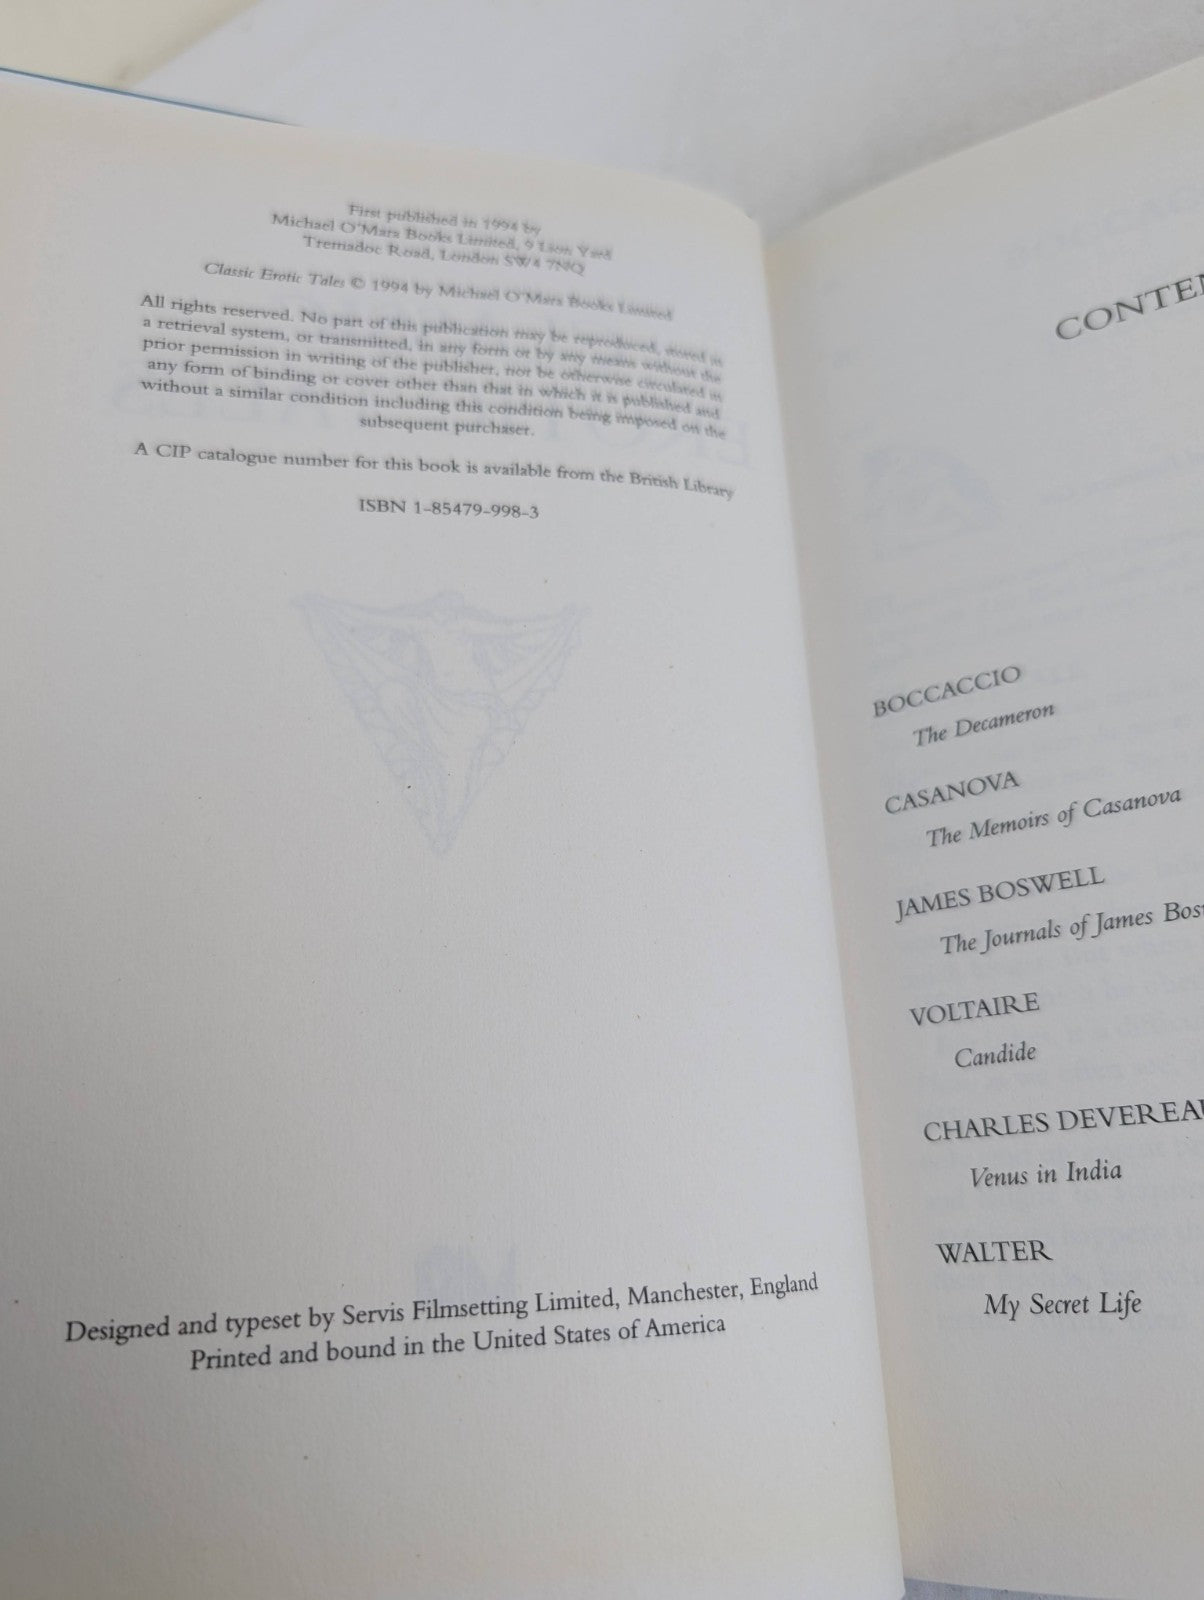 First published in 1994 by
Michael O'Mara Books Limited, 9 Lion Yard
Tremadoc Road, London SW4 7NQ
Classic Erotic Tales © 1994 by Michael O'Mara Books Limited
All rights reserved. No part of this publication may be reproduced, stored in
a retrieval system, or transmitted, in any form or by any means without the
prior permission in writing of the publisher, nor be otherwise circulated in
any form of binding or cover other than that in which it is published and
without a similar condition including this condition being imposed on the
subsequent purchaser.
A CIP catalogue number for this book is available from the British Library
ISBN 1-85479-998-3
Designed and typeset by Servis Filmsetting Limited, Manchester, England
Printed and bound in the United States of America
BOCCACCIO
The Decameron
CASANOVA
The Memoirs of Casanova
JAMES BOSWELL
The Journals of James
VOLTAIRE
Candide
CHARLES
Venus in India
WALTER
My Secret Life